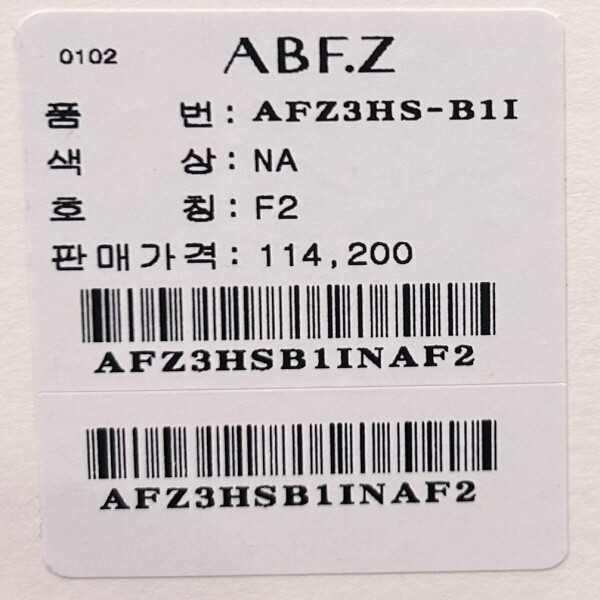 0102 ABF.Z
품 번 : AFZ3HS-B1I
색 상 : NA
호 칭 : F2
판매가격 : 114,200
AFZ3HSB1INAF2
AFZ3HSB1INAF2